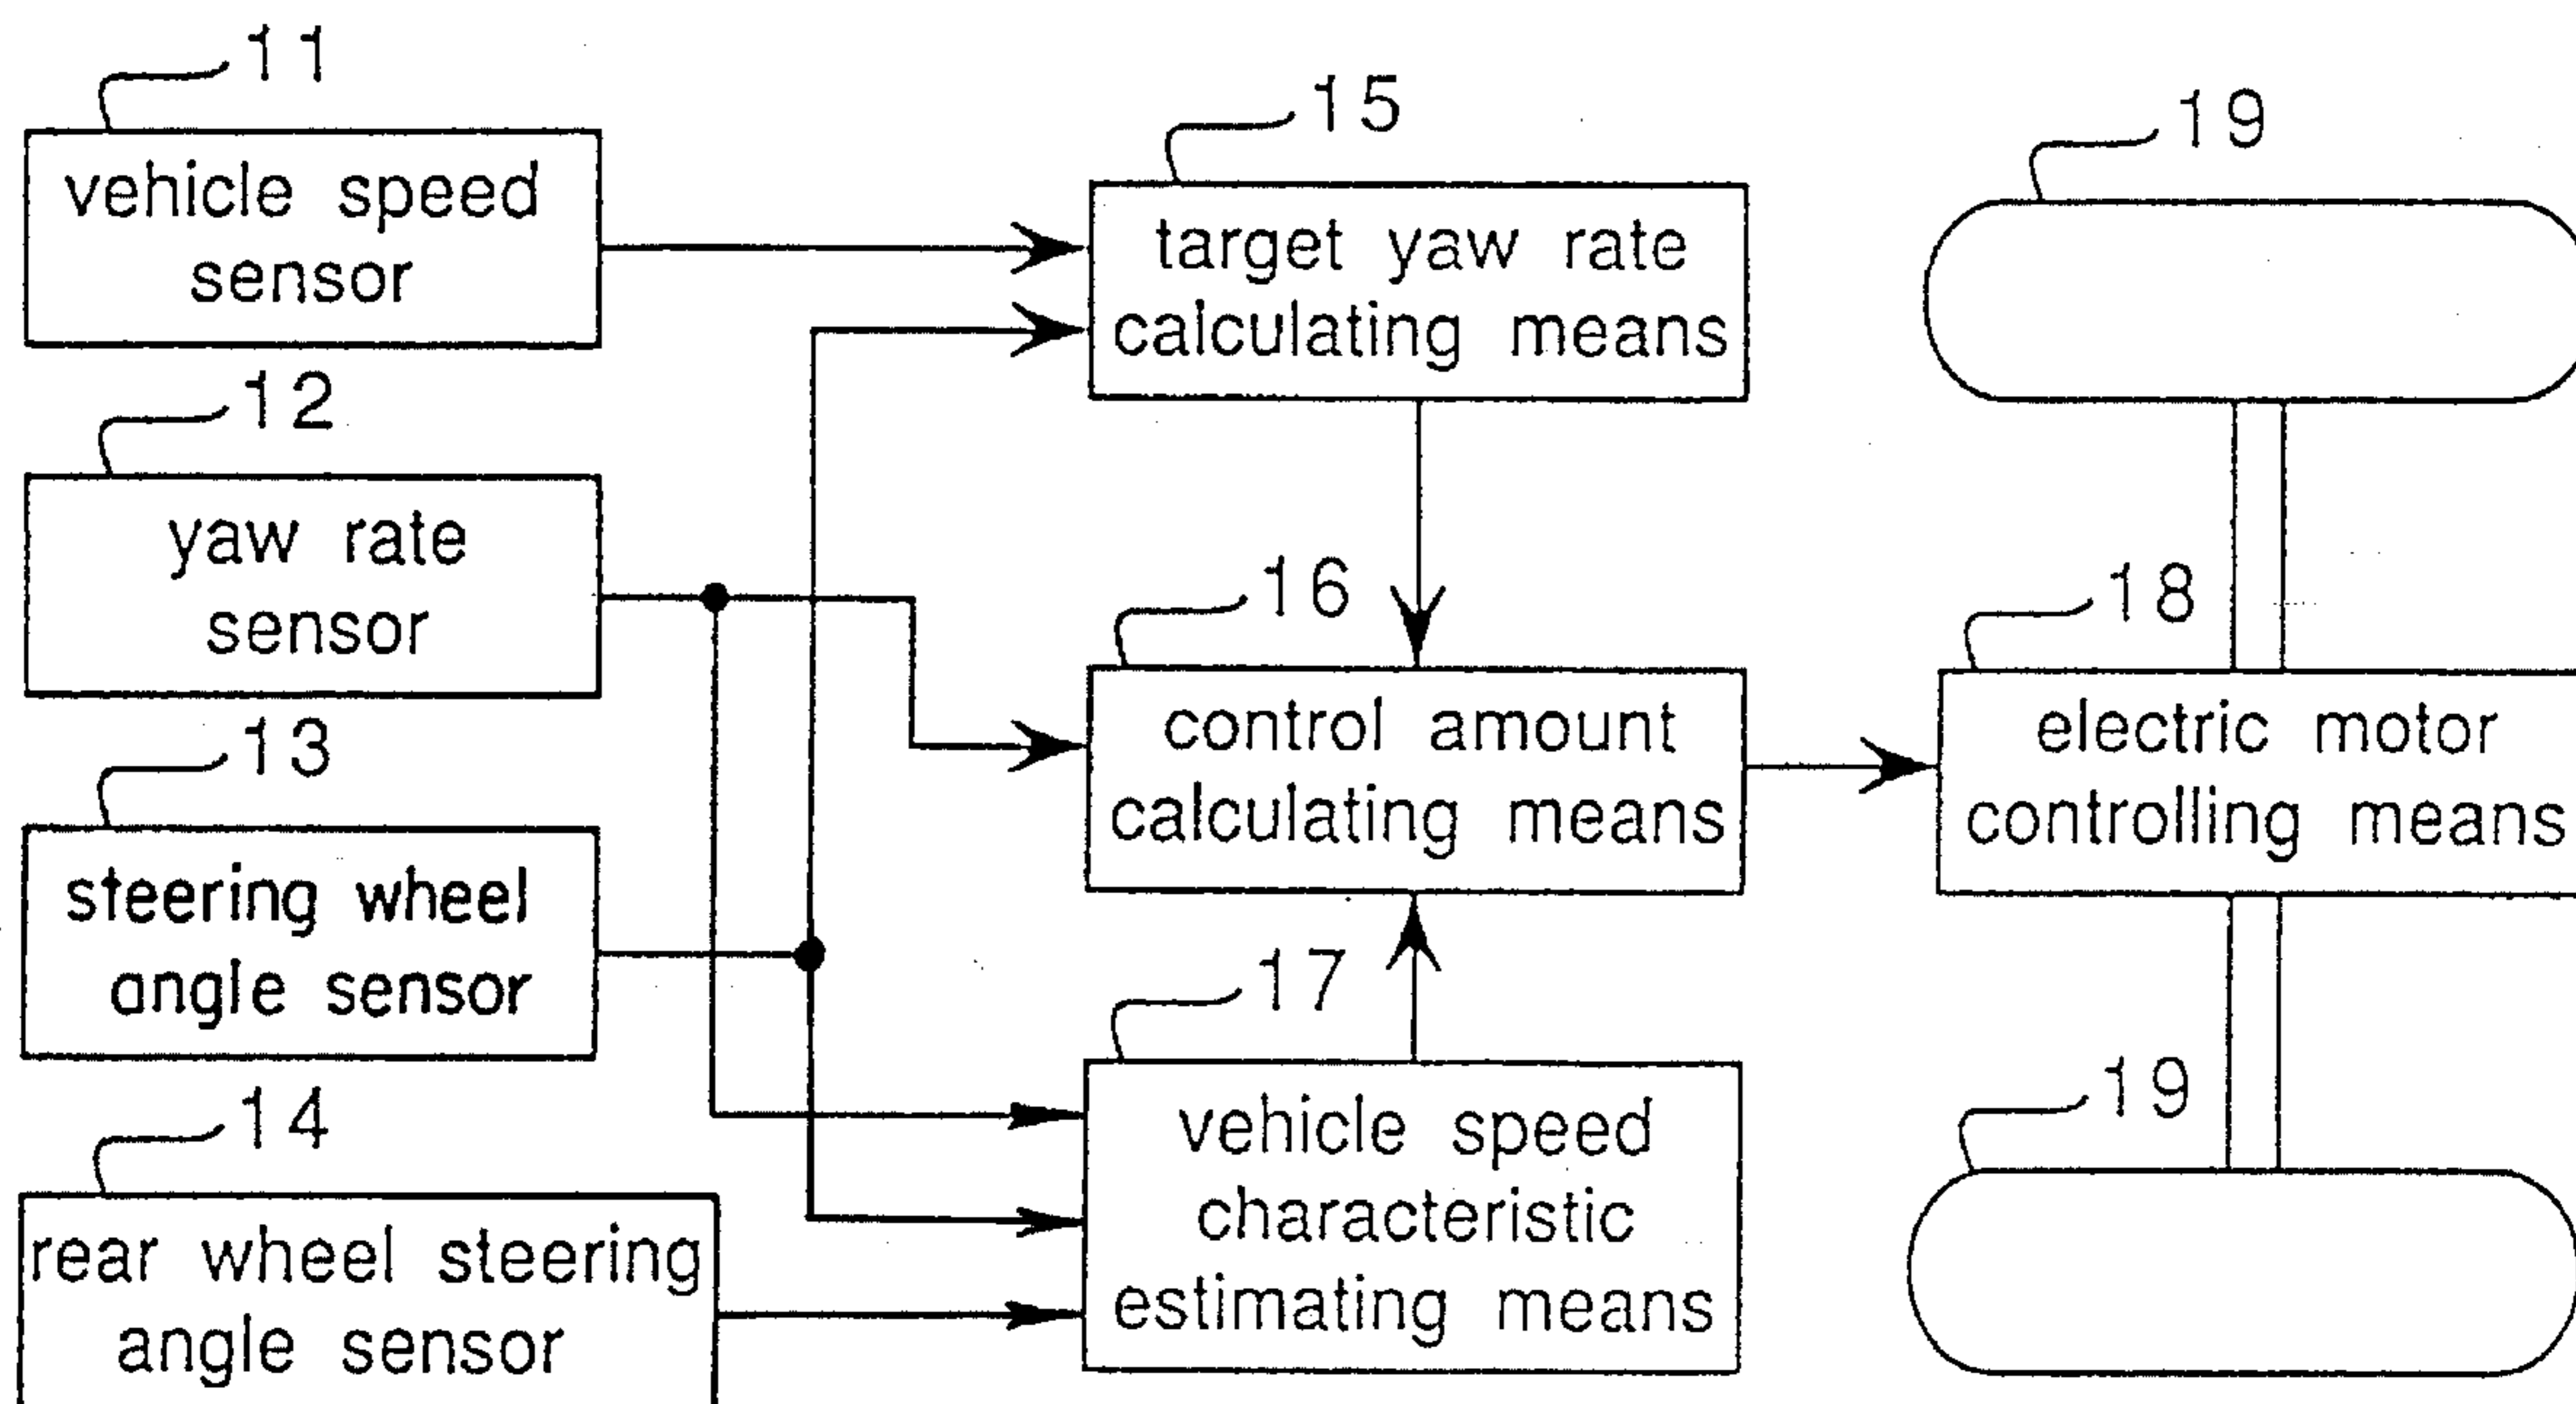 11
vehicle speed
sensor
12
yaw rate
sensor
13
steering wheel
angle sensor
14
rear wheel steering
angle sensor
15
target yaw rate
calculating means
16
control amount
calculating means
17
vehicle speed
characteristic
estimating means
19
18
electric motor
controlling means
19